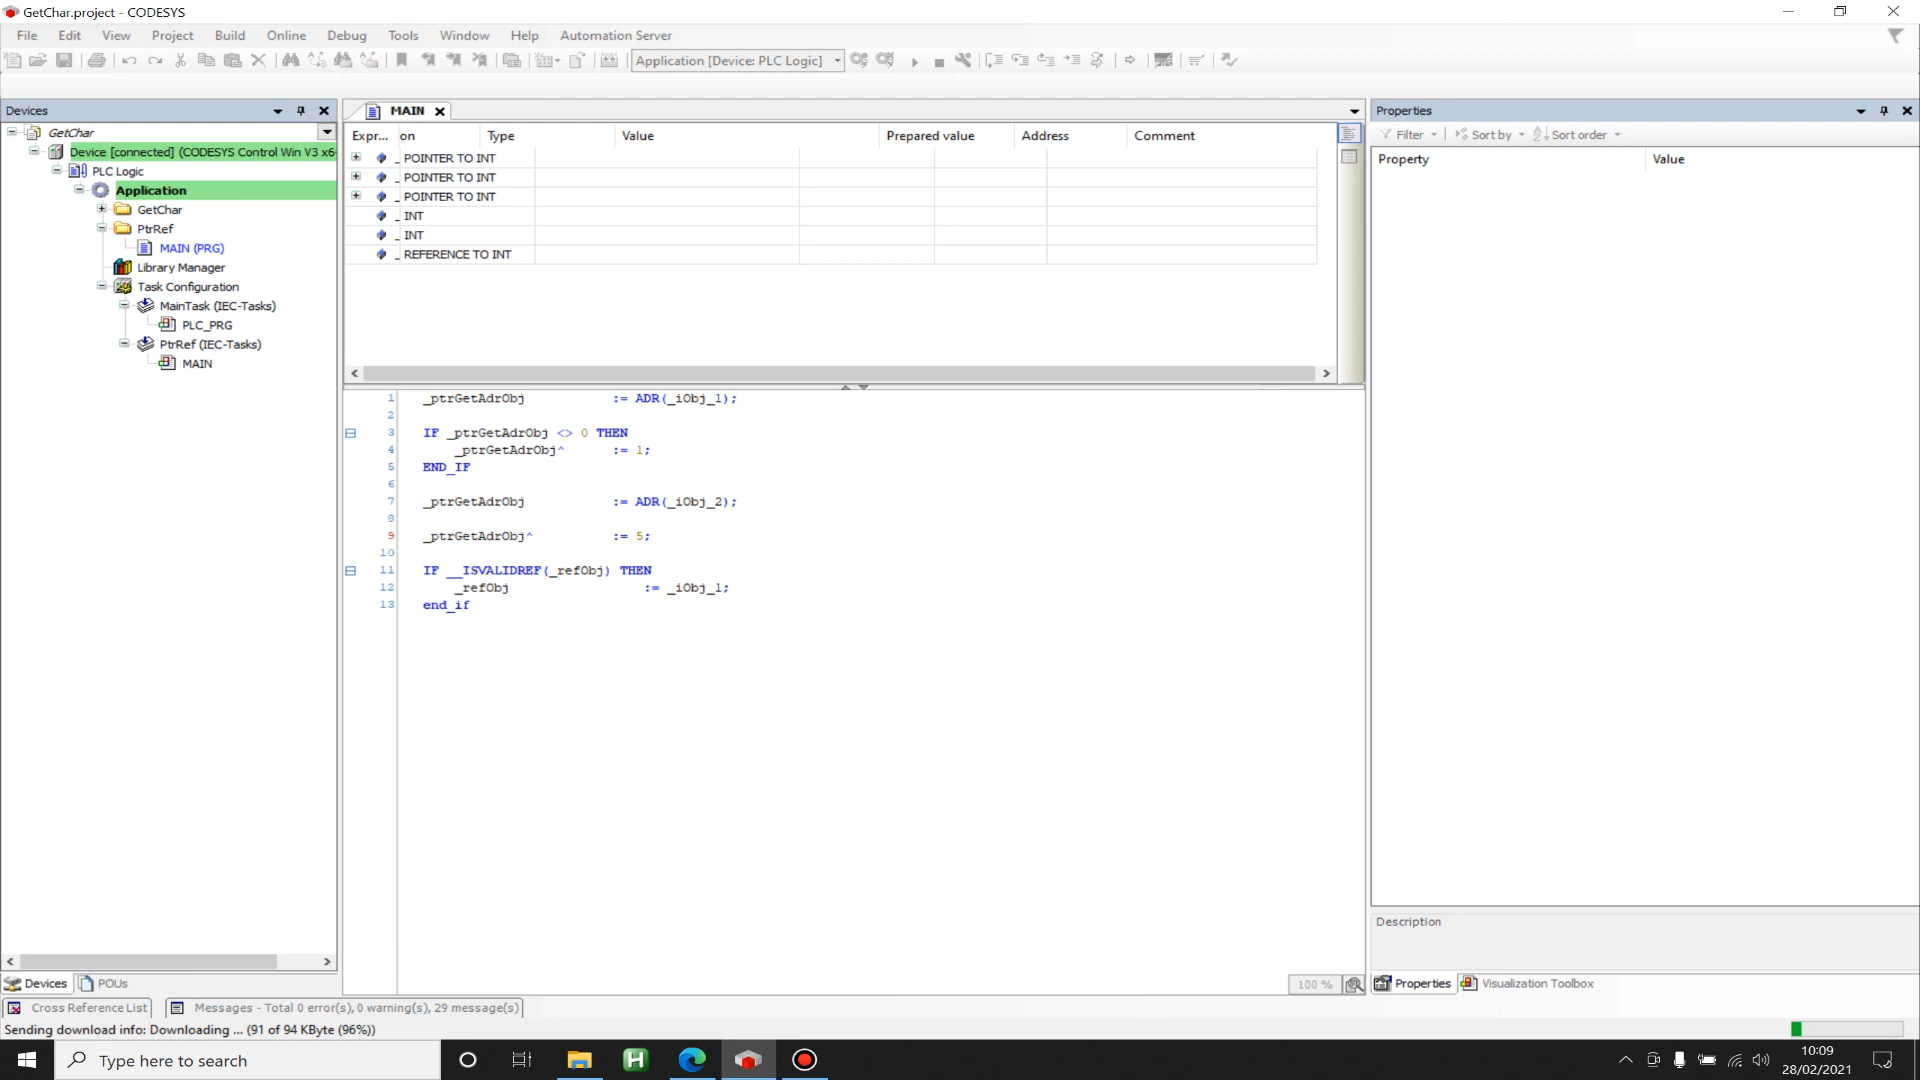 GetChar.project - CODESYS
File Edit View Project Build Online Debug Tools Window Help Automation Server
Application [Device: PLC Logic]
Devices
GetChar
Device [connected] (CODESYS Control Win V3 x6
PLC Logic
Application
GetChar
PtrRef
MAIN (PRG)
Library Manager
Task Configuration
MainTask (IEC-Tasks)
PLC_PRG
PtrRef (IEC-Tasks)
MAIN
Devices POUs
MAIN
Expr... on Type Value Prepared value Address Comment
_ POINTER TO INT
_ POINTER TO INT
_ POINTER TO INT
_ INT
_ INT
_ REFERENCE TO INT
1 _ptrGetAdrObj := ADR(_iObj_1);
2
3 IF _ptrGetAdrObj <> 0 THEN
4 _ptrGetAdrObj^ := 1;
5 END_IF
6
7 _ptrGetAdrObj := ADR(_iObj_2);
8
9 _ptrGetAdrObj^ := 5;
10
11 IF __ISVALIDREF(_refObj) THEN
12 _refObj := _iObj_1;
13 end_if
100 %
Properties
Filter Sort by Sort order
Property Value
Description
Properties Visualization Toolbox
Cross Reference List Messages - Total 0 error(s), 0 warning(s), 29 message(s)
Sending download info: Downloading ... (91 of 94 KByte (96%))
Type here to search
H
10:09
28/02/2021